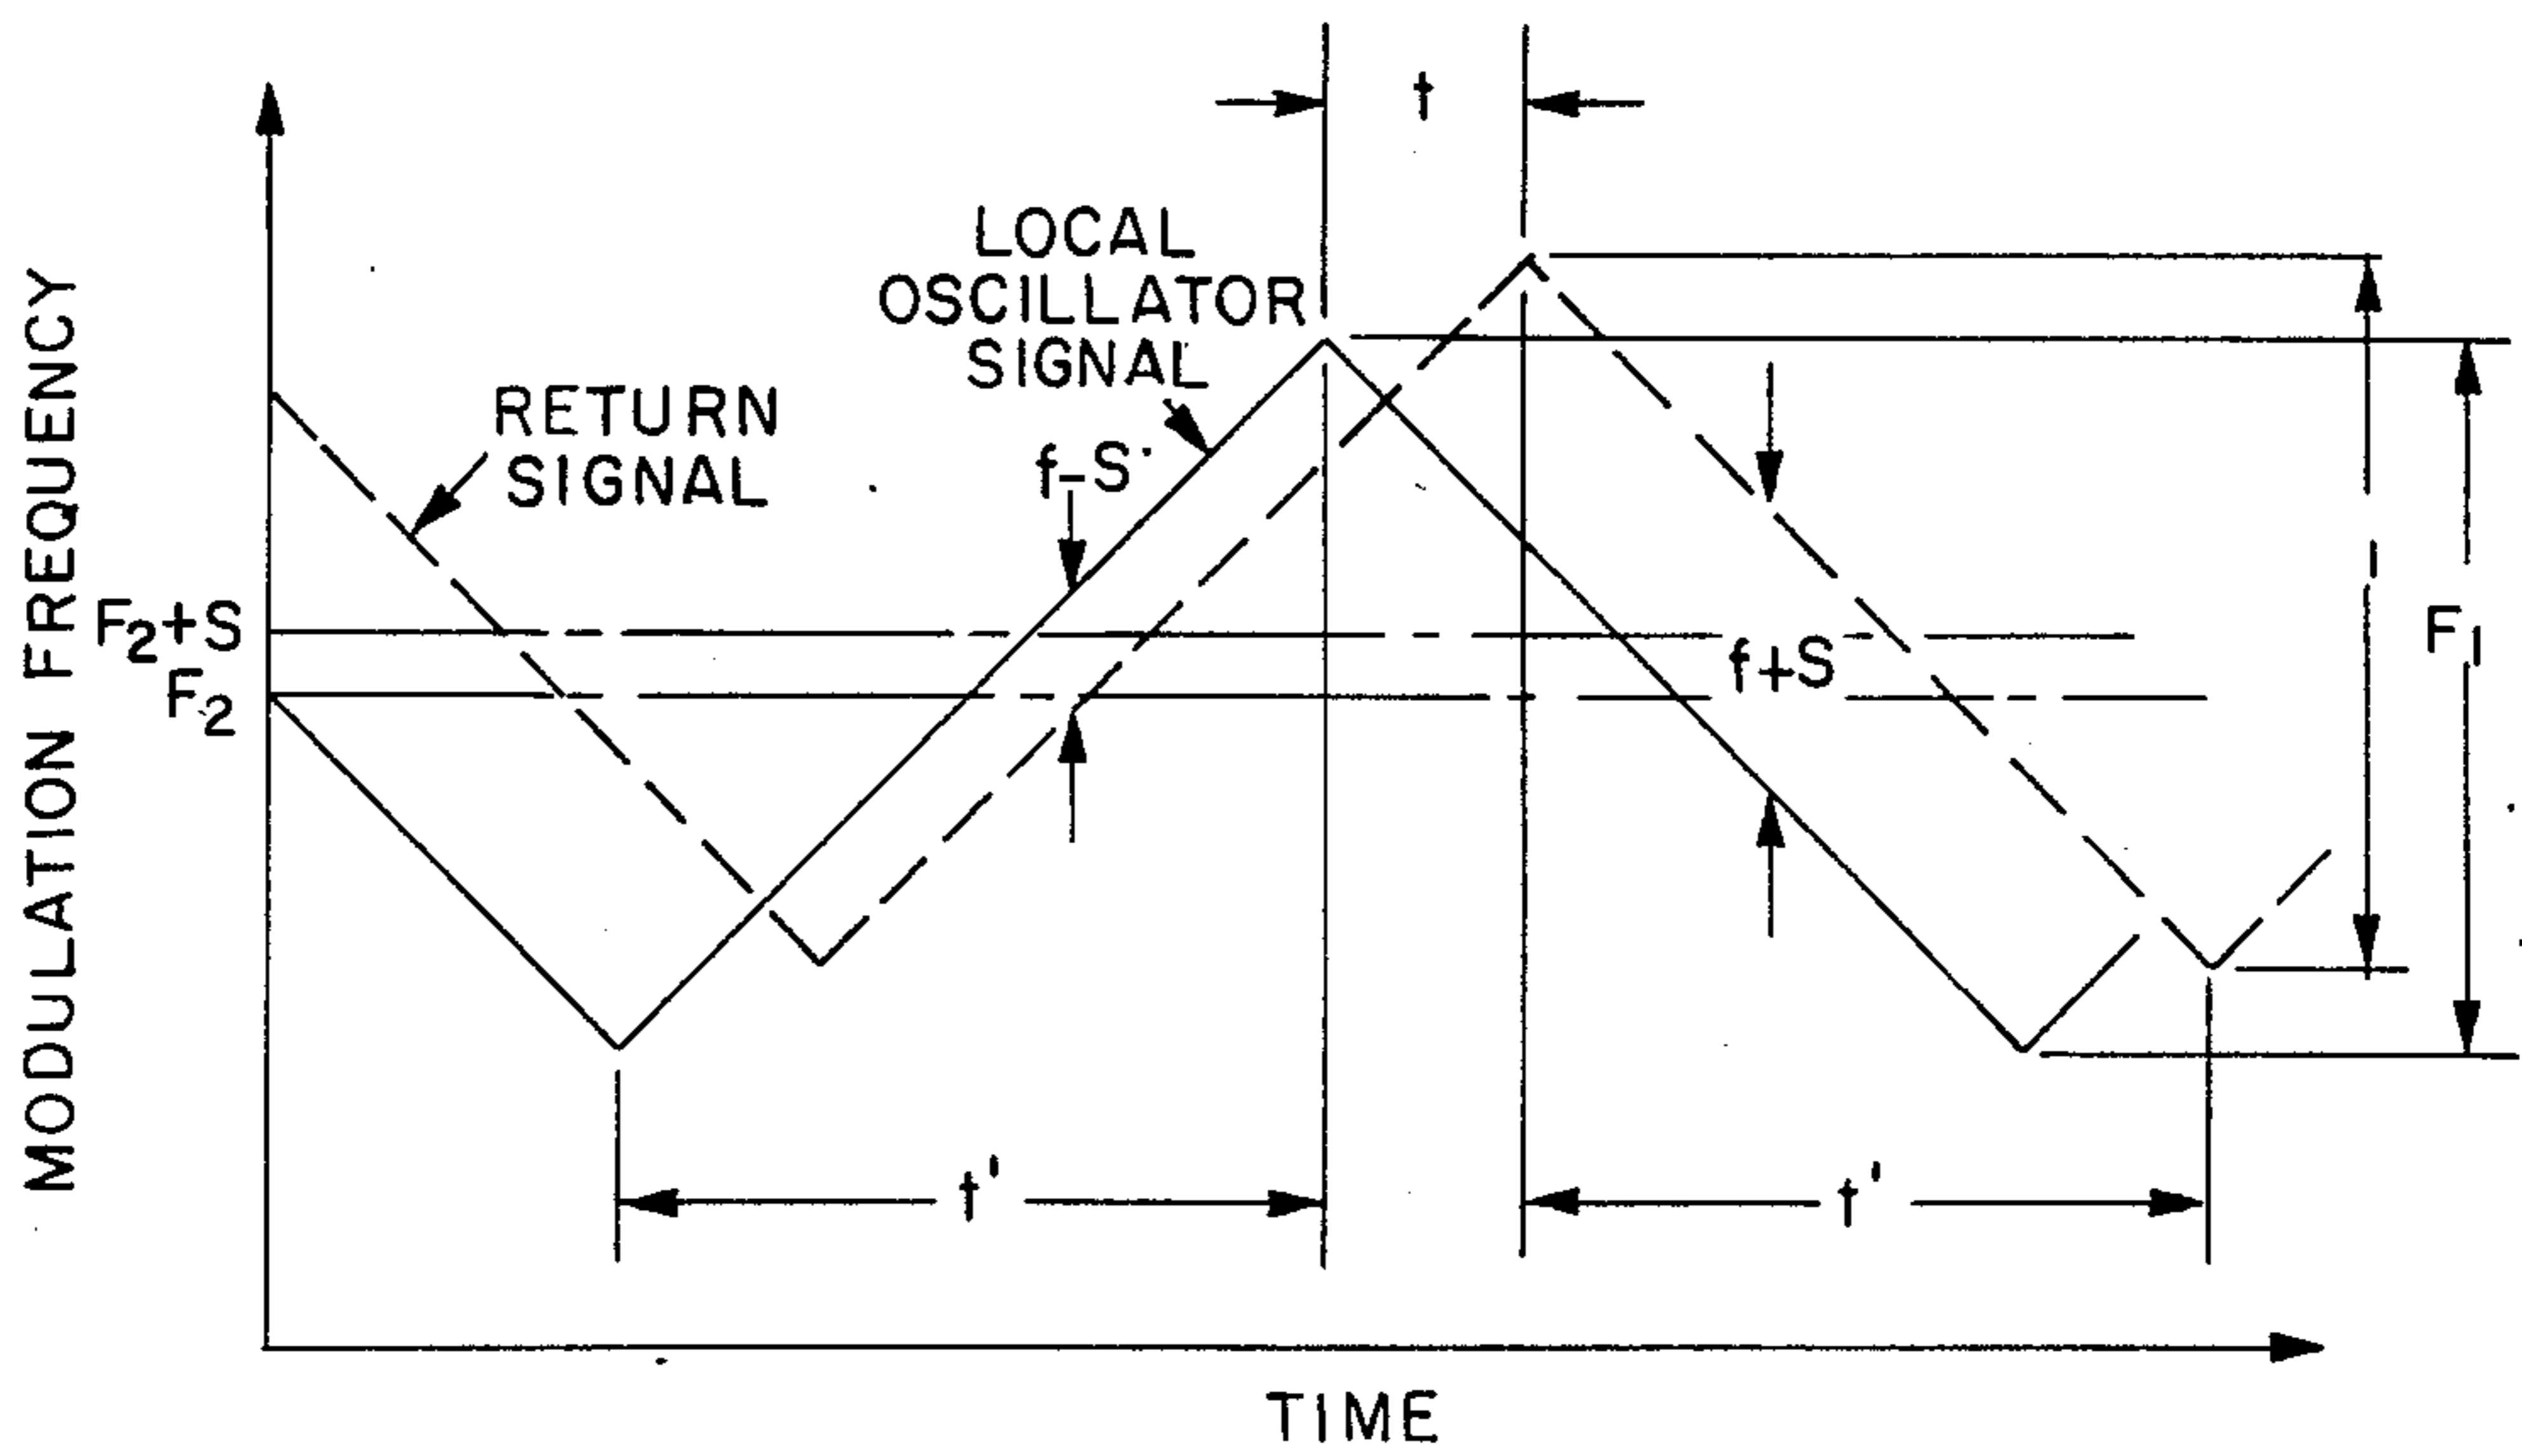 t
LOCAL
OSCILLATOR
SIGNAL
RETURN
SIGNAL
f-S
F2+S
F2
f+S
F1
t'
t'
MODULATION FREQUENCY
TIME